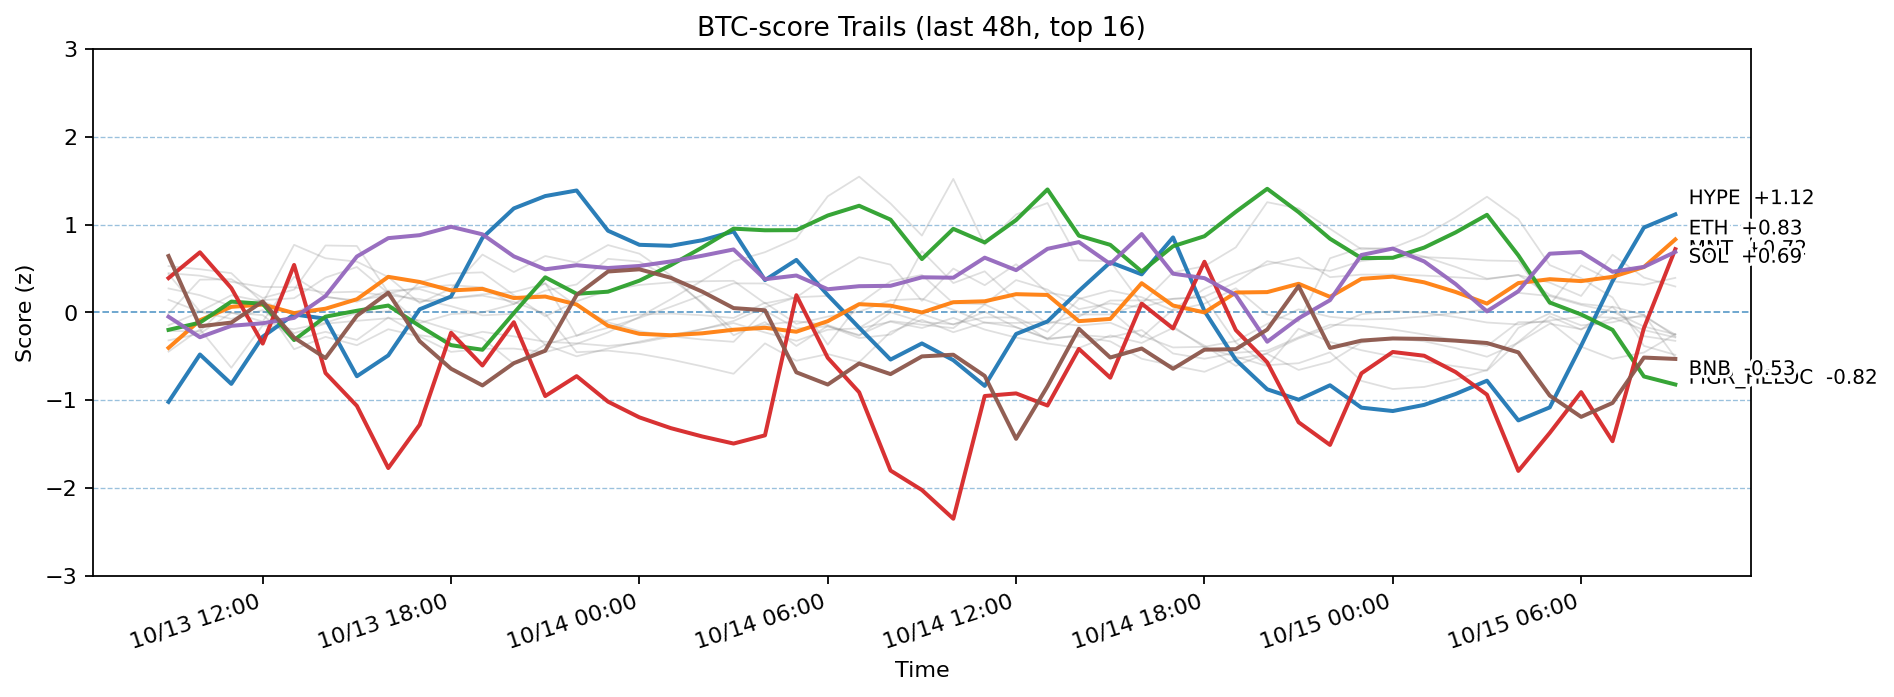 BTC-score Trails (last 48h, top 16)
Score (z)
3
2
1
0
−1
−2
−3
HYPE +1.12
ETH +0.83
MNT +0.72
SOL +0.69
BNB -0.53
-0.82
10/13 12:00
10/13 18:00
10/14 00:00
10/14 06:00
10/14 12:00
10/14 18:00
10/15 00:00
10/15 06:00
Time